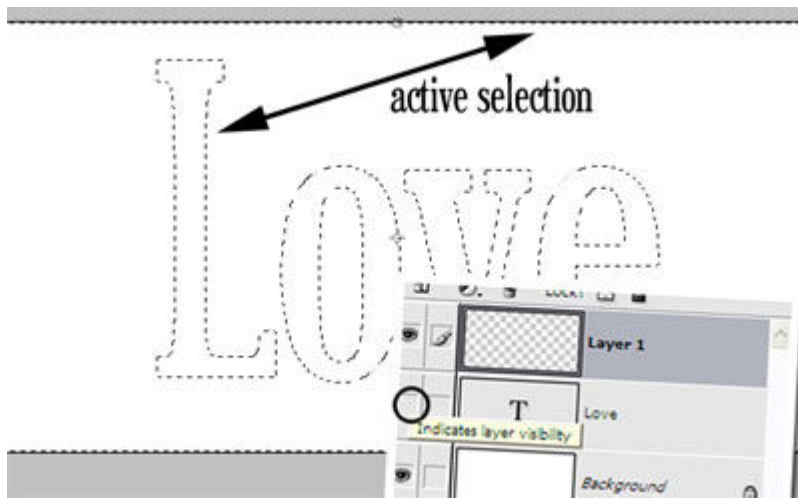 active selection
Love
LOCK:
Layer 1
T
Love
Indicates layer visibility
Background